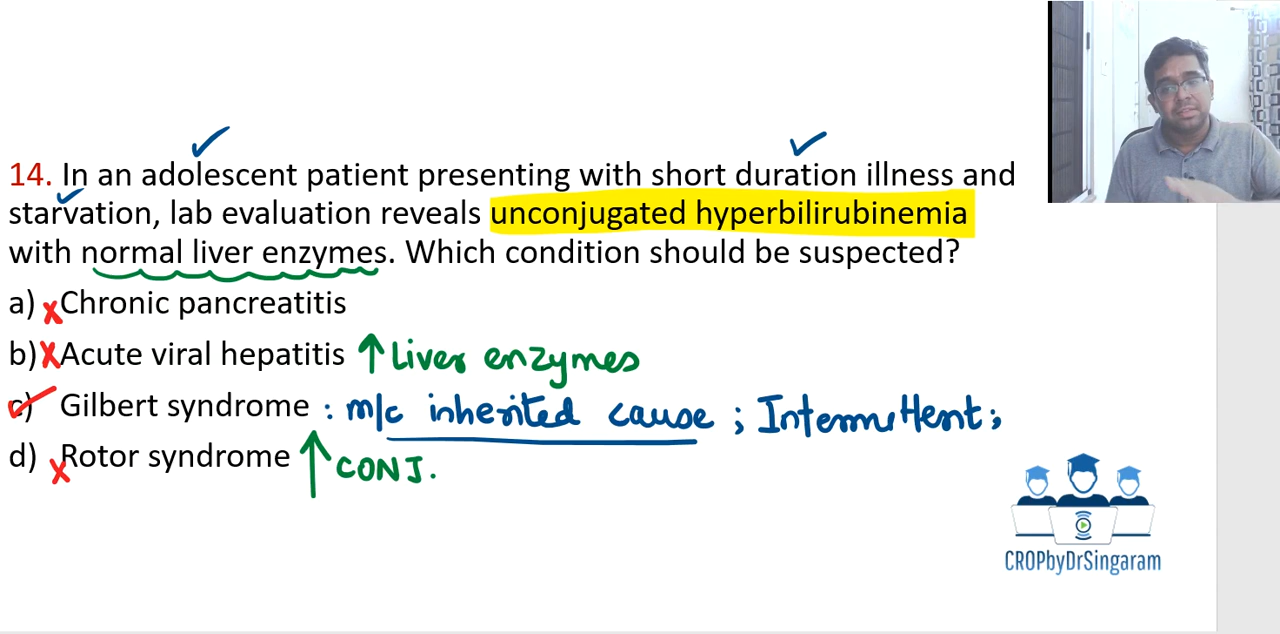 14. In an adolescent patient presenting with short duration illness and
starvation, lab evaluation reveals unconjugated hyperbilirubinemia
with normal liver enzymes. Which condition should be suspected?
a) Chronic pancreatitis
b) Acute viral hepatitis ↑ Liver enzymes
c) Gilbert syndrome : m/c inherited cause ; Intermittent ;
d) Rotor syndrome ↑ CONJ.
CROPbyDrSingaram